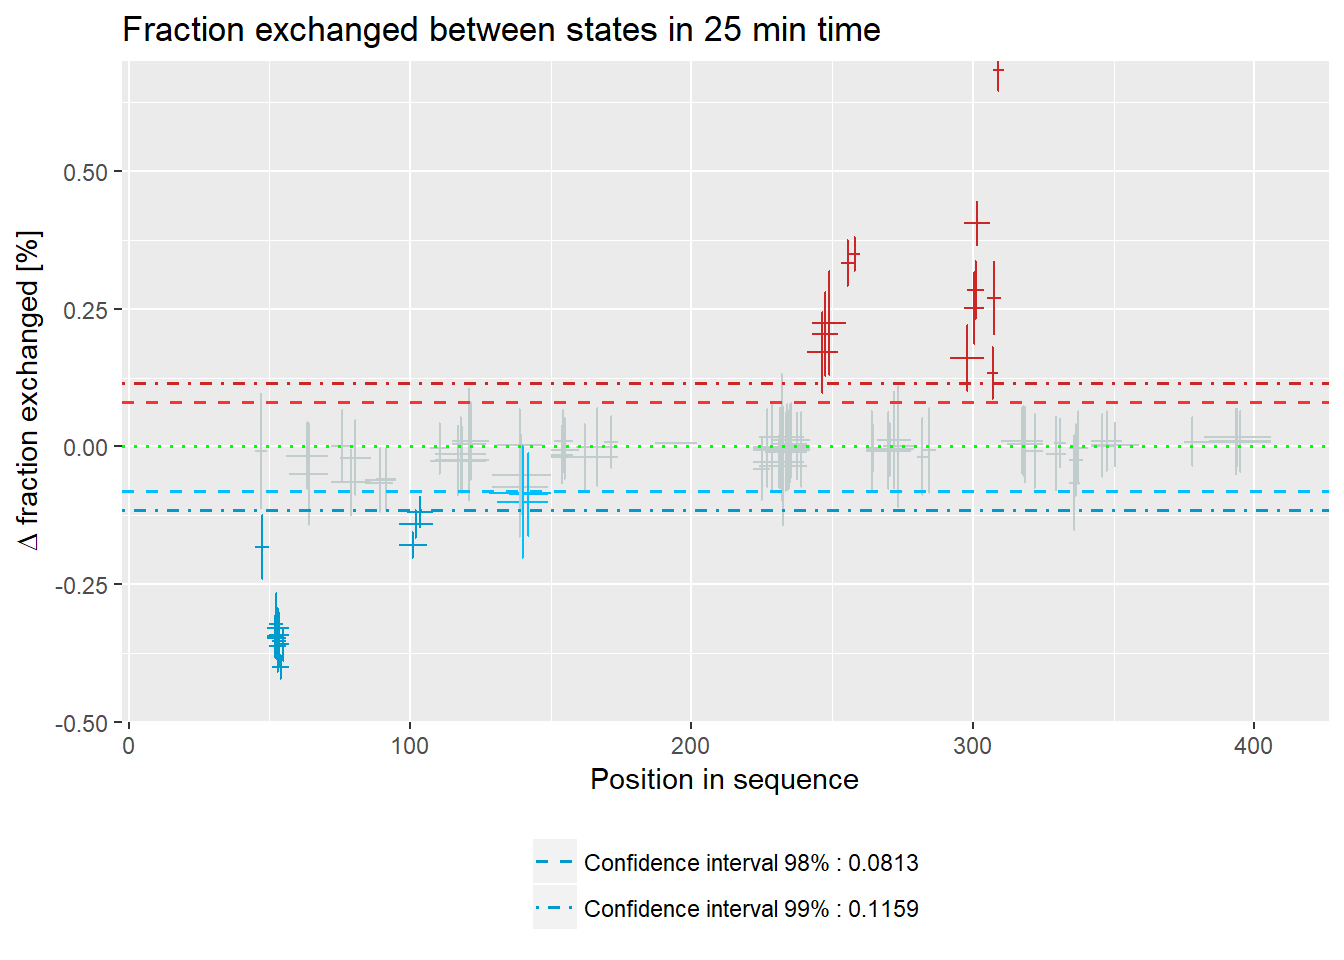 Fraction exchanged between states in 25 min time
Δ fraction exchanged [%]
0.50
0.25
0.00
-0.25
-0.50
0
100
200
300
400
Position in sequence
Confidence interval 98% : 0.0813
Confidence interval 99% : 0.1159